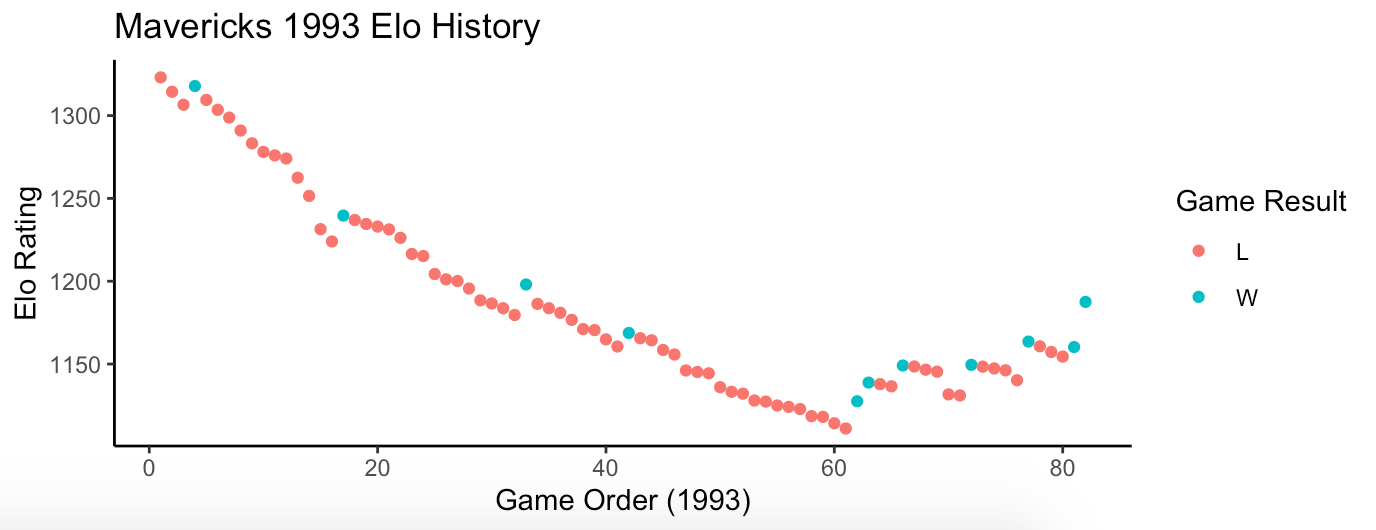 Mavericks 1993 Elo History
Elo Rating
1300
1250
1200
1150
0 20 40 60 80
Game Order (1993)
Game Result
L
W